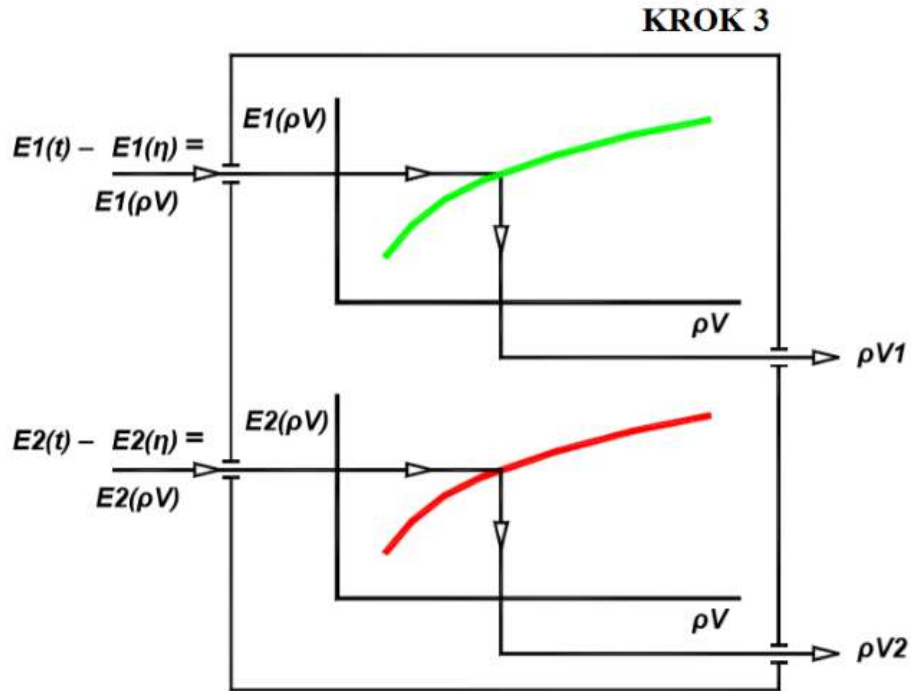 KROK 3
E1(t) – E1(η) =
E1(ρV)
E1(ρV)
ρV
ρV1
E2(t) – E2(η) =
E2(ρV)
E2(ρV)
ρV
ρV2